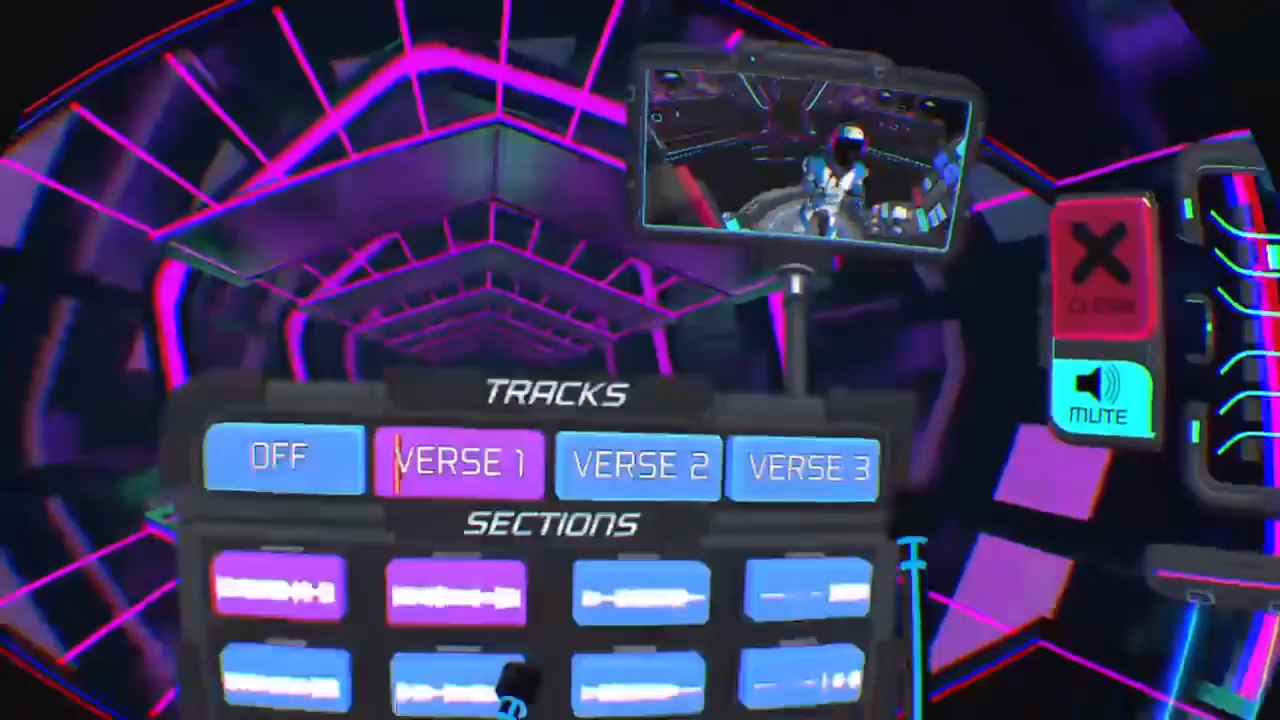 TRACKS
OFF
VERSE 1
VERSE 2
VERSE 3
SECTIONS
CLEAR
MUTE